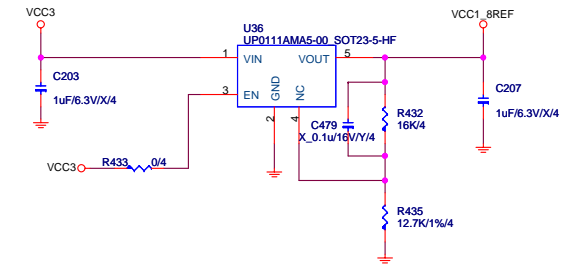 VCC3
VCC1_8REF
U36
UP0111AMA5-00_SOT23-5-HF
1
VIN
VOUT
5
C203
1uF/6.3V/X/4
3
EN
GND
NC
2
4
C479
X_0.1u/16V/Y/4
R432
16K/4
C207
1uF/6.3V/X/4
VCC3
R433
0/4
R435
12.7K/1%/4